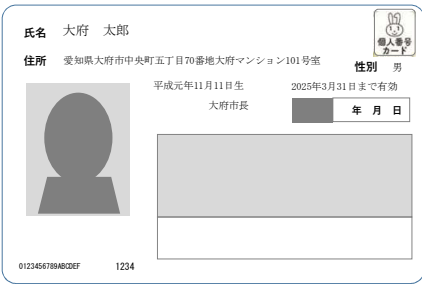 氏名 大府 太郎
個人番号
カード
住所 愛知県大府市中央町五丁目70番地大府マンション101号室
性別 男
平成元年11月11日生 2025年3月31日まで有効
大府市長
年 月 日
0123456789ABCDEF 1234